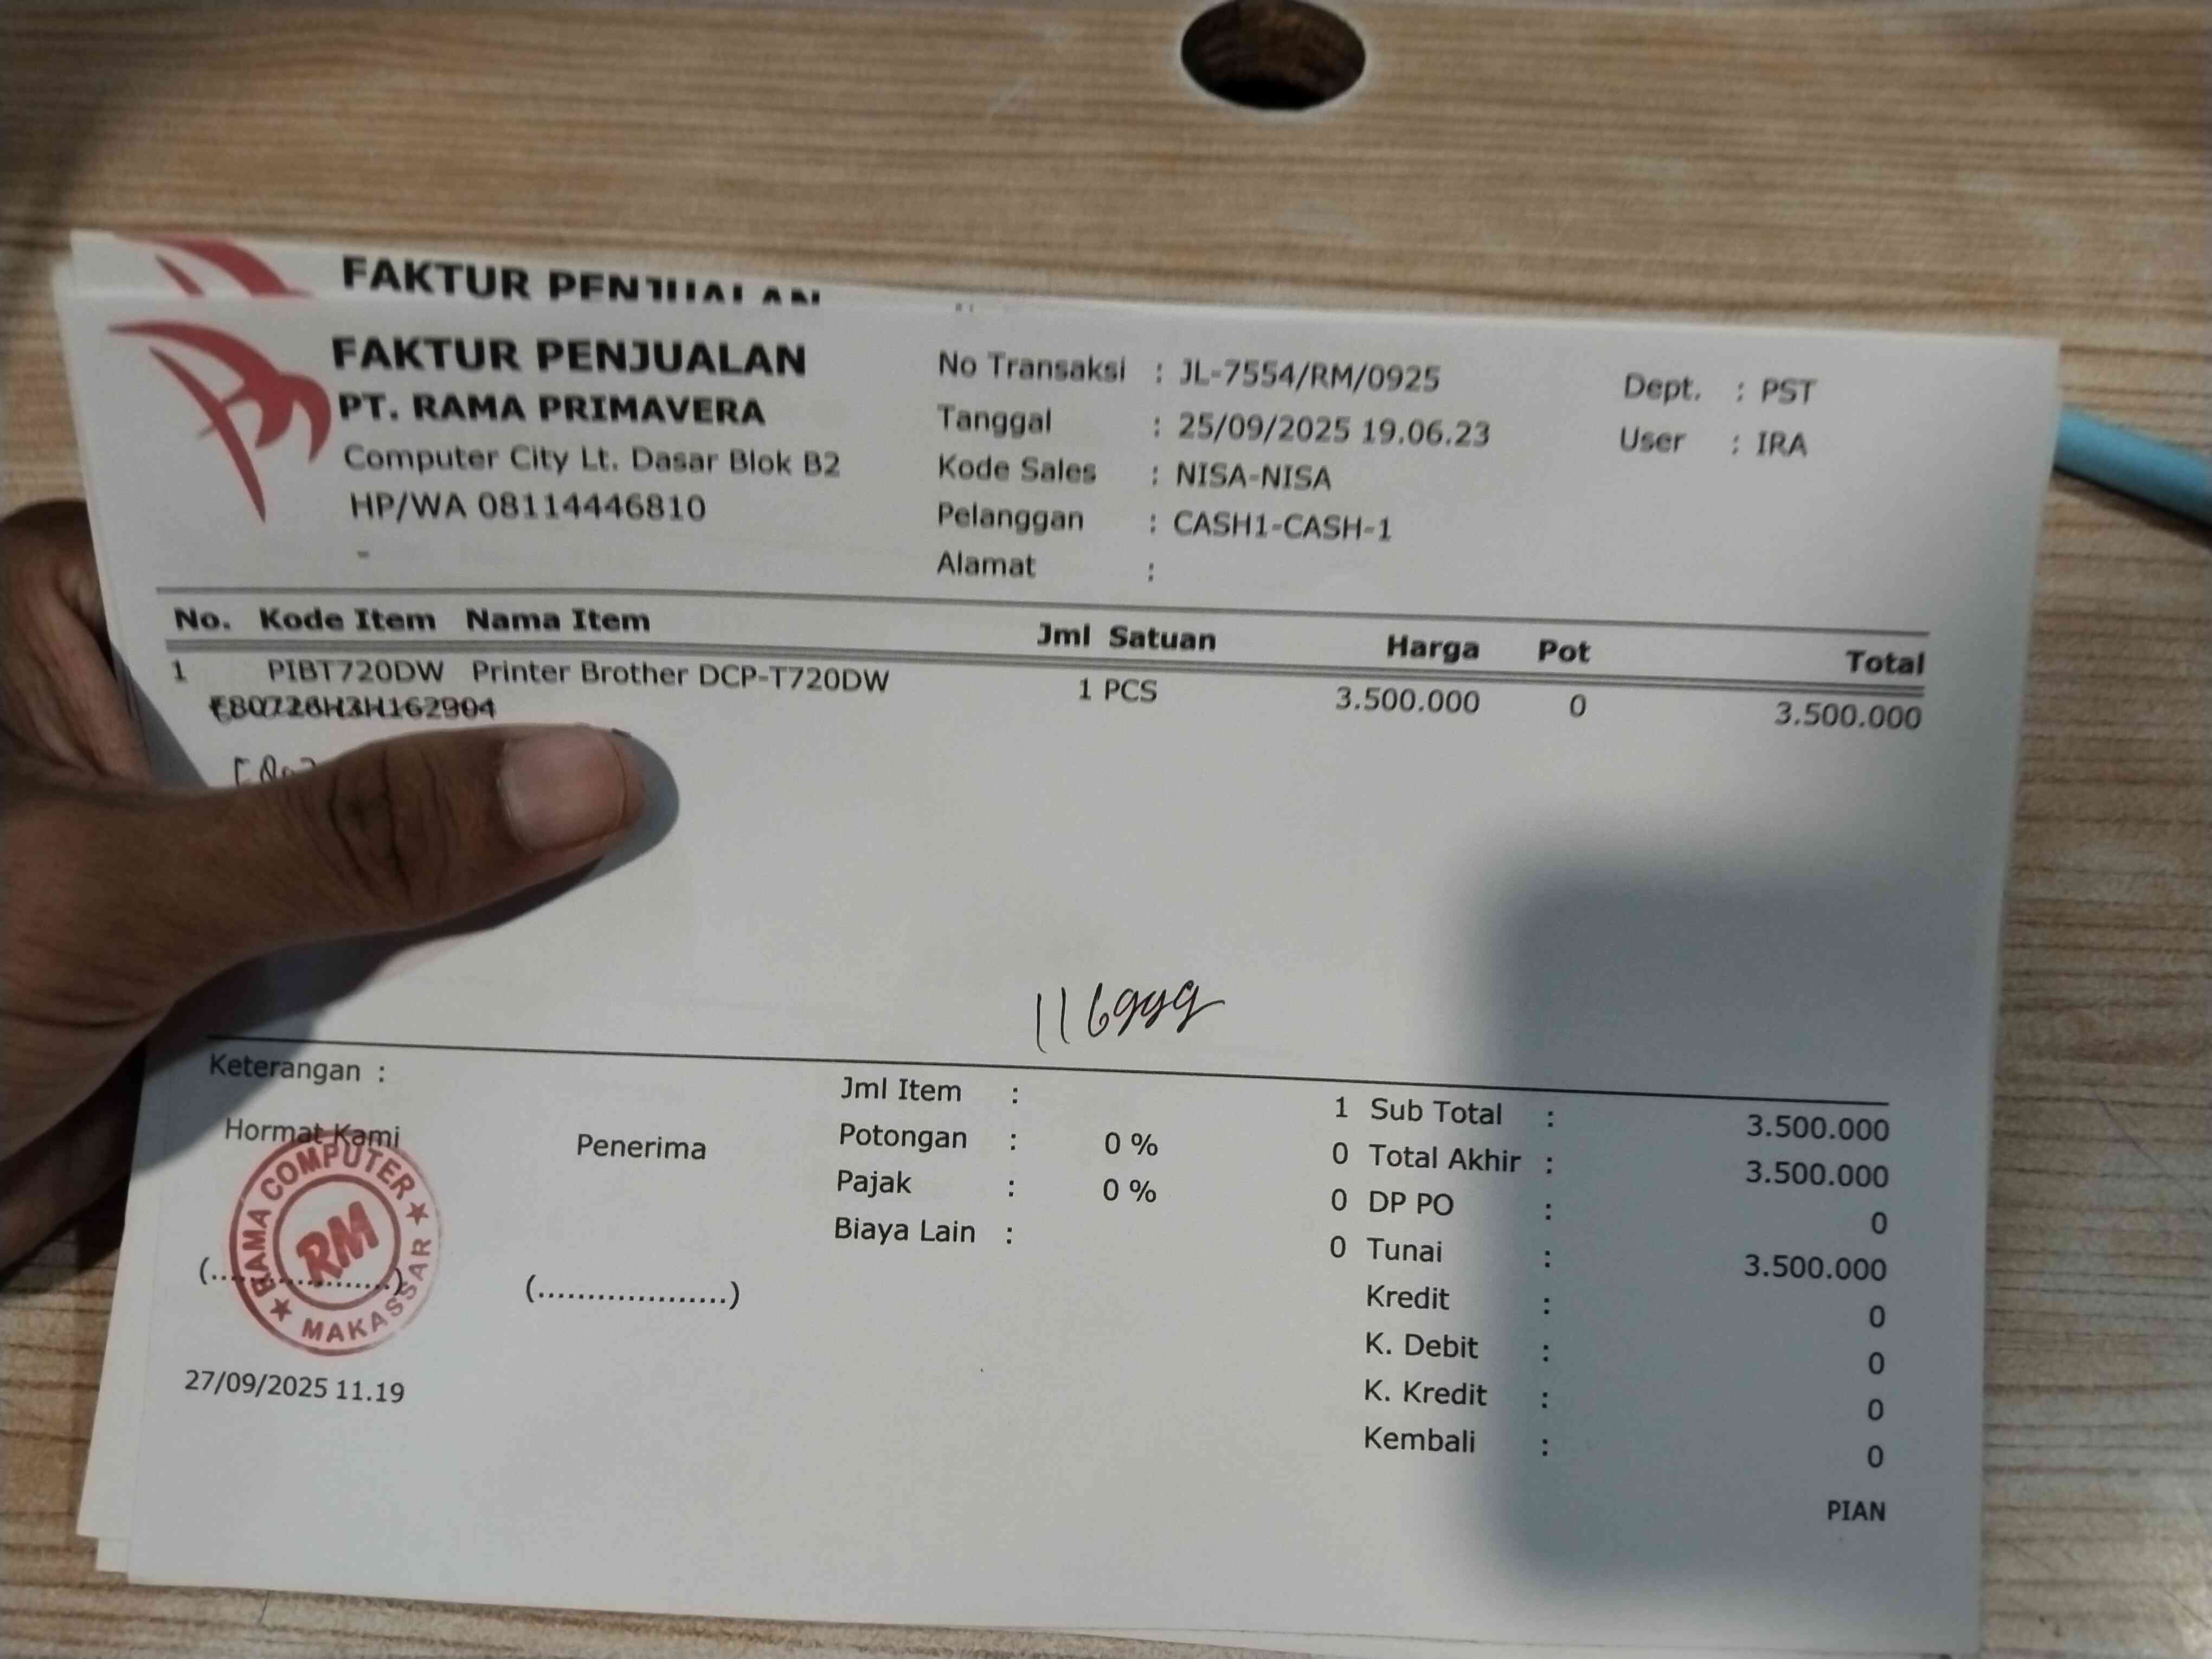 FAKTUR PENJUALAN
FAKTUR PENJUALAN
PT. RAMA PRIMAVERA
Computer City Lt. Dasar Blok B2
HP/WA 08114446810
-
No Transaksi : JL-7554/RM/0925
Tanggal : 25/09/2025 19.06.23
Kode Sales : NISA-NISA
Pelanggan : CASH1-CASH-1
Alamat :
Dept. : PST
User : IRA
No. Kode Item Nama Item Jml Satuan Harga Pot Total
1 PIBT720DW Printer Brother DCP-T720DW 1 PCS 3.500.000 0 3.500.000
E80726H3H162904
Keterangan :
Hormat Kami
Penerima
RAMA COMPUTER
RM
MAKASSAR
(...................)
(...................)
27/09/2025 11.19
Jml Item : 1
Potongan : 0 % 0
Pajak : 0 % 0
Biaya Lain : 0
Sub Total : 3.500.000
Total Akhir : 3.500.000
DP PO : 0
Tunai : 3.500.000
Kredit : 0
K. Debit : 0
K. Kredit : 0
Kembali : 0
PIAN